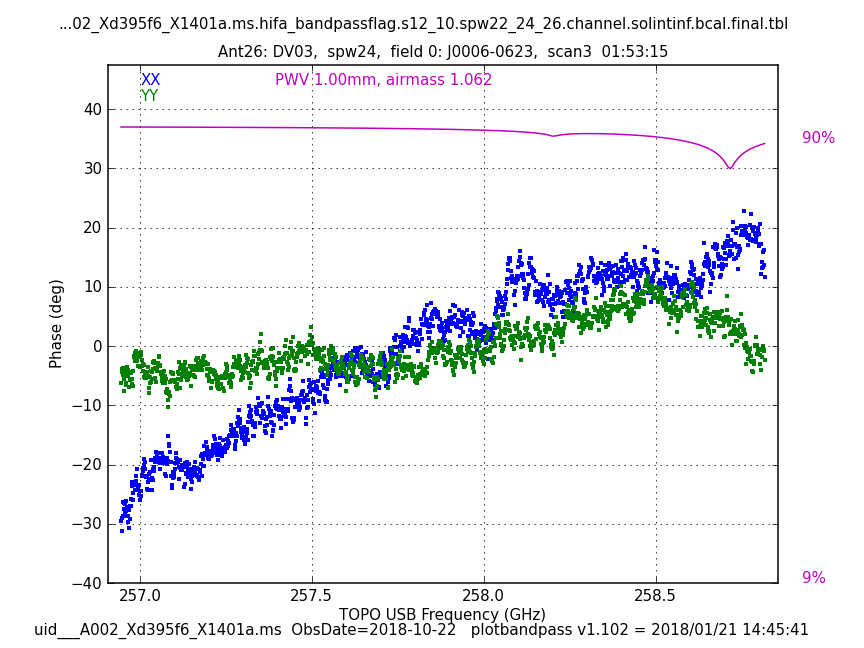 ...02_Xd395f6_X1401a.ms.hifa_bandpassflag.s12_10.spw22_24_26.channel.solintinf.bcal.final.tbl
Ant26: DV03,  spw24,  field 0: J0006-0623,  scan3  01:53:15
XX
PWV 1.00mm, airmass 1.062
YY
40
90%
30
20
10
0
−10
−20
−30
−40
9%
Phase (deg)
257.0
257.5
258.0
258.5
TOPO USB Frequency (GHz)
uid___A002_Xd395f6_X1401a.ms  ObsDate=2018-10-22   plotbandpass v1.102 = 2018/01/21 14:45:41